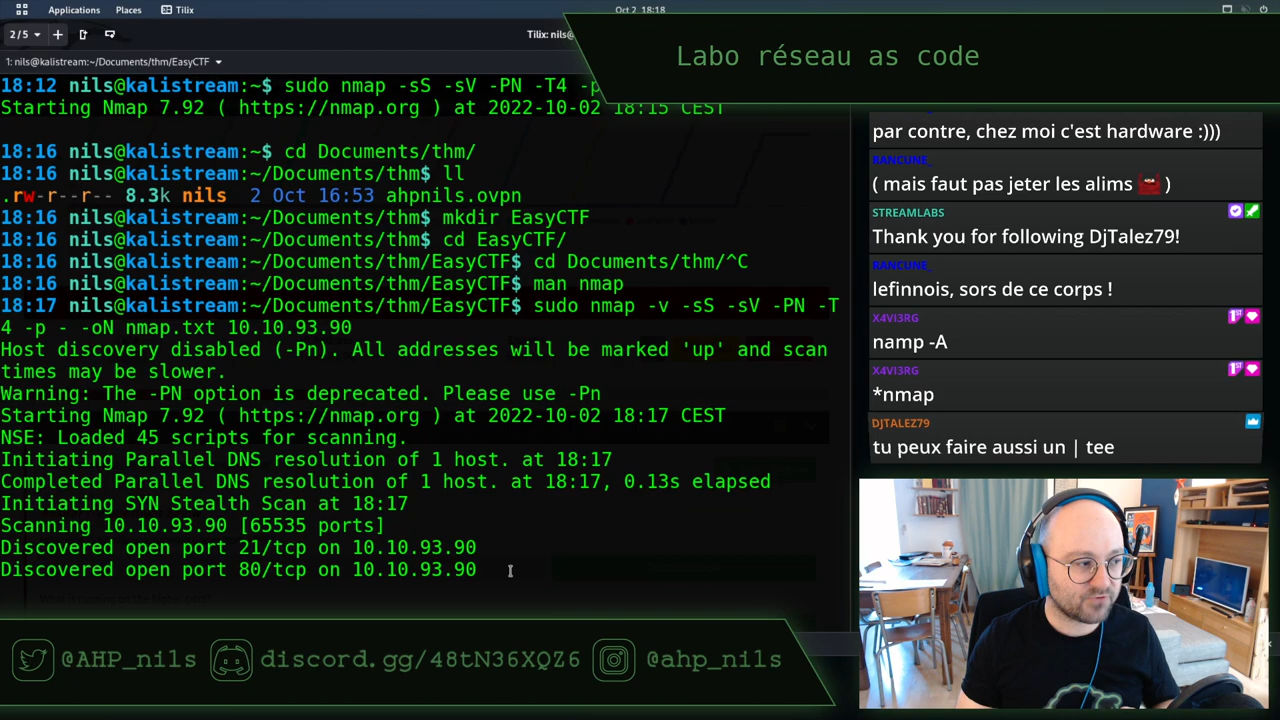 Applications Places Tilix
Oct 2 18:18
2/5
Tilix: nils@
1: nils@kalistream:~/Documents/thm/EasyCTF
Labo réseau as code
18:12 nils@kalistream:~$ sudo nmap -sS -sV -PN -T4 -p
Starting Nmap 7.92 ( https://nmap.org ) at 2022-10-02 18:15 CEST
18:16 nils@kalistream:~$ cd Documents/thm/
18:16 nils@kalistream:~/Documents/thm$ ll
.rw-r--r-- 8.3k nils 2 Oct 16:53 ahpnils.ovpn
18:16 nils@kalistream:~/Documents/thm$ mkdir EasyCTF
18:16 nils@kalistream:~/Documents/thm$ cd EasyCTF/
18:16 nils@kalistream:~/Documents/thm/EasyCTF$ cd Documents/thm/^C
18:16 nils@kalistream:~/Documents/thm/EasyCTF$ man nmap
18:17 nils@kalistream:~/Documents/thm/EasyCTF$ sudo nmap -v -sS -sV -PN -T
4 -p - -oN nmap.txt 10.10.93.90
Host discovery disabled (-Pn). All addresses will be marked 'up' and scan
times may be slower.
Warning: The -PN option is deprecated. Please use -Pn
Starting Nmap 7.92 ( https://nmap.org ) at 2022-10-02 18:17 CEST
NSE: Loaded 45 scripts for scanning.
Initiating Parallel DNS resolution of 1 host. at 18:17
Completed Parallel DNS resolution of 1 host. at 18:17, 0.13s elapsed
Initiating SYN Stealth Scan at 18:17
Scanning 10.10.93.90 [65535 ports]
Discovered open port 21/tcp on 10.10.93.90
Discovered open port 80/tcp on 10.10.93.90
par contre, chez moi c'est hardware :)))
RANCUNE_
( mais faut pas jeter les alims )
STREAMLABS
Thank you for following DjTalez79!
RANCUNE_
lefinnois, sors de ce corps !
X4VI3RG
1ST
namp -A
X4VI3RG
1ST
*nmap
DJTALEZ79
tu peux faire aussi un | tee
@AHP_nils
discord.gg/48tN36XQZ6
@ahp_nils